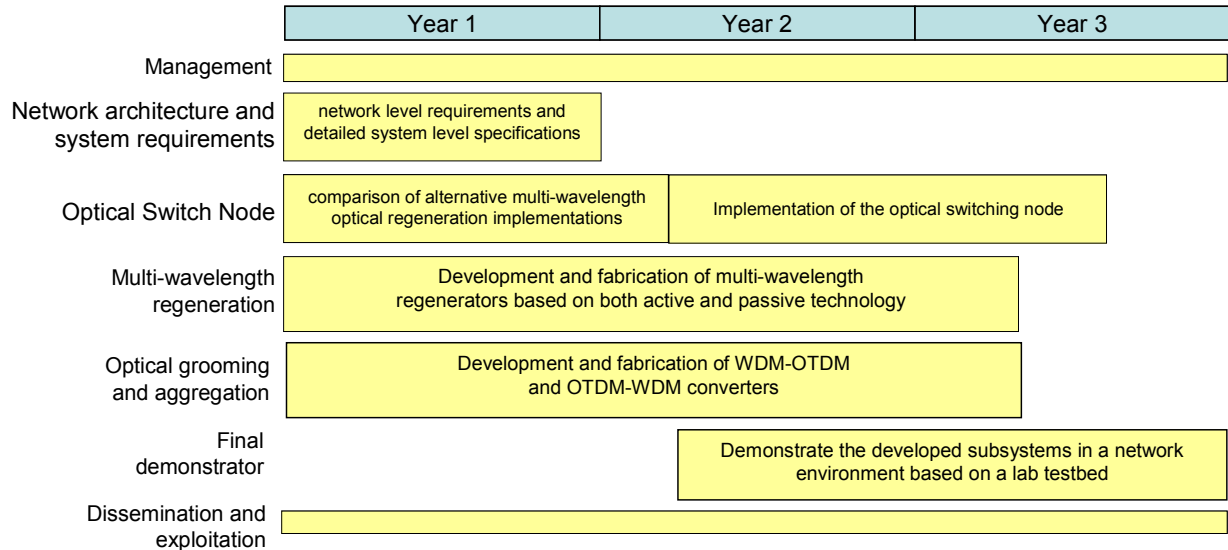 Year 1
Year 2
Year 3
Management
Network architecture and
system requirements
network level requirements and
detailed system level specifications
Optical Switch Node
comparison of alternative multi-wavelength
optical regeneration implementations
Implementation of the optical switching node
Multi-wavelength
regeneration
Development and fabrication of multi-wavelength
regenerators based on both active and passive technology
Optical grooming
and aggregation
Development and fabrication of WDM-OTDM
and OTDM-WDM converters
Final
demonstrator
Demonstrate the developed subsystems in a network
environment based on a lab testbed
Dissemination and
exploitation